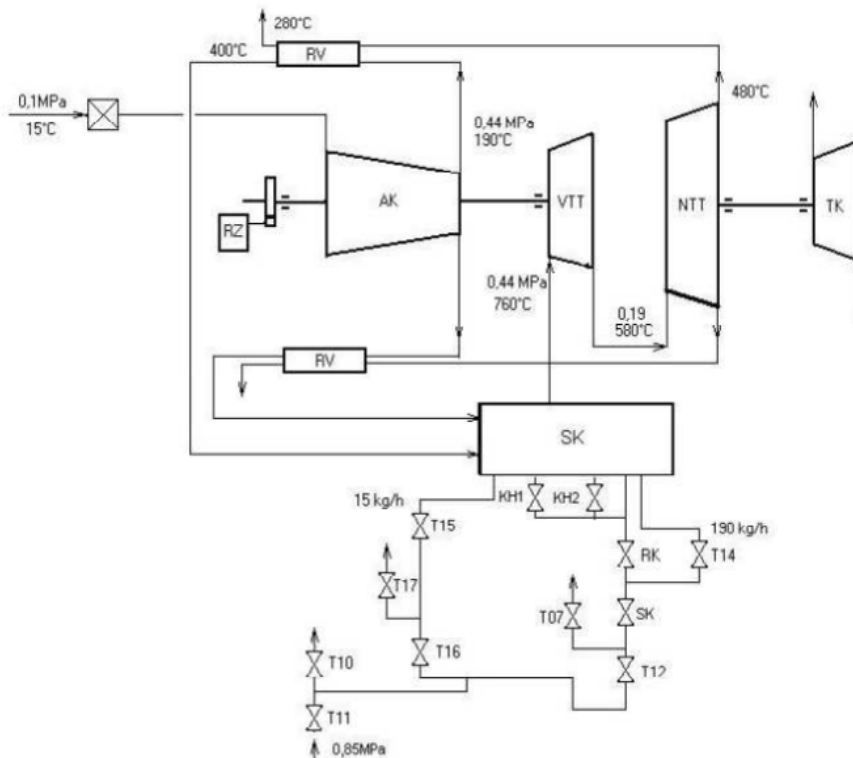 280°C
400°C
RV
0,1MPa
15°C
480°C
0,44 MPa
190°C
AK
VTT
NTT
TK
RZ
0,44 MPa
760°C
0,19
580°C
RV
SK
15 kg/h
KH1
KH2
190 kg/h
T15
RK
T14
T17
T07
SK
T16
T10
T12
T11
0,85MPa